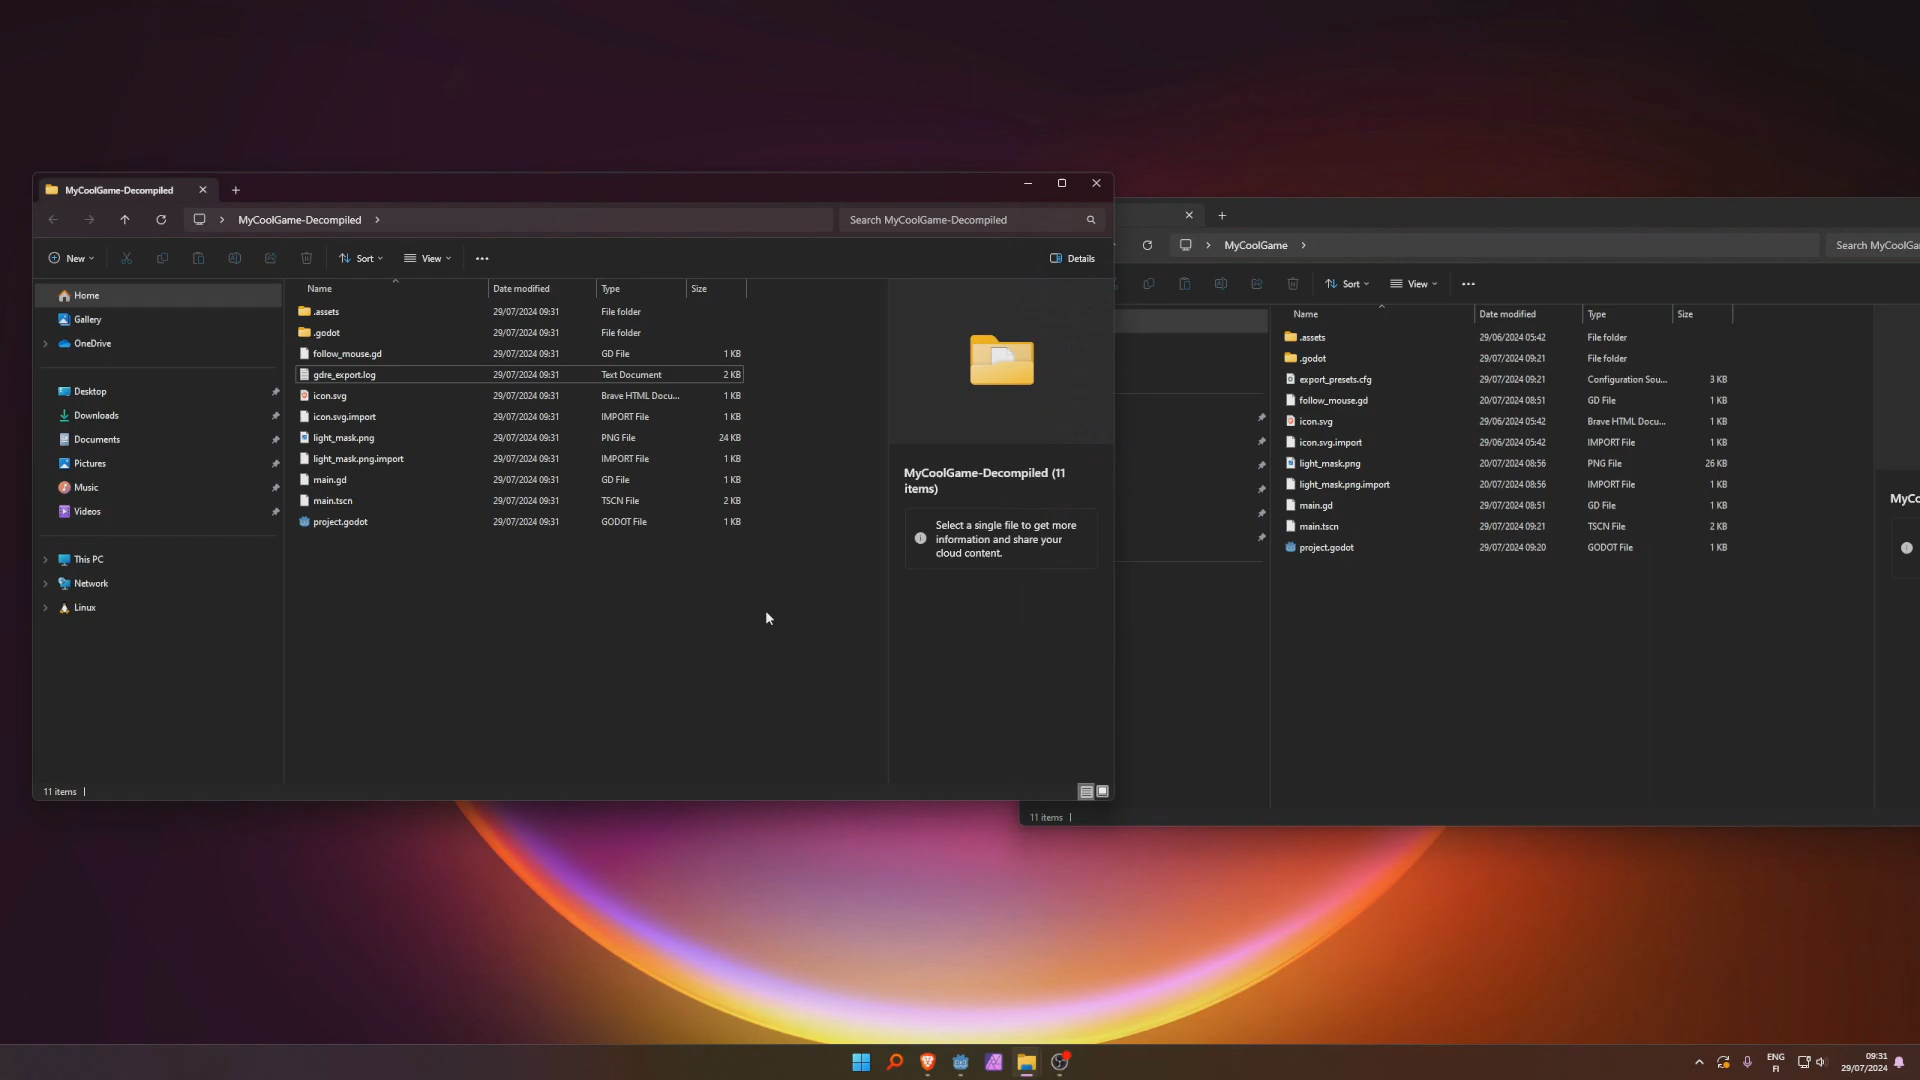 MyCoolGame-Decompiled
MyCoolGame-Decompiled
Search MyCoolGame-Decompiled
New
Sort
View
Details
Home
Gallery
OneDrive
Desktop
Downloads
Documents
Pictures
Music
Videos
This PC
Network
Linux
Name Date modified Type Size
.assets 29/07/2024 09:31 File folder
.godot 29/07/2024 09:31 File folder
follow_mouse.gd 29/07/2024 09:31 GD File 1 KB
gdre_export.log 29/07/2024 09:31 Text Document 2 KB
icon.svg 29/07/2024 09:31 Brave HTML Docu... 1 KB
icon.svg.import 29/07/2024 09:31 IMPORT File 1 KB
light_mask.png 29/07/2024 09:31 PNG File 24 KB
light_mask.png.import 29/07/2024 09:31 IMPORT File 1 KB
main.gd 29/07/2024 09:31 GD File 1 KB
main.tscn 29/07/2024 09:31 TSCN File 2 KB
project.godot 29/07/2024 09:31 GODOT File 1 KB
MyCoolGame-Decompiled (11
items)
Select a single file to get more
information and share your
cloud content.
11 items
MyCoolGame
Search MyCoolGa
Sort
View
Name Date modified Type Size
.assets 29/06/2024 05:42 File folder
.godot 29/07/2024 09:21 File folder
export_presets.cfg 29/07/2024 09:21 Configuration Sou... 3 KB
follow_mouse.gd 20/07/2024 08:51 GD File 1 KB
icon.svg 29/06/2024 05:42 Brave HTML Docu... 1 KB
icon.svg.import 29/06/2024 05:42 IMPORT File 1 KB
light_mask.png 20/07/2024 08:56 PNG File 26 KB
light_mask.png.import 20/07/2024 08:56 IMPORT File 1 KB
main.gd 29/07/2024 08:51 GD File 1 KB
main.tscn 29/07/2024 09:21 TSCN File 2 KB
project.godot 29/07/2024 09:20 GODOT File 1 KB
MyCo
11 items
ENG
FI
09:31
29/07/2024